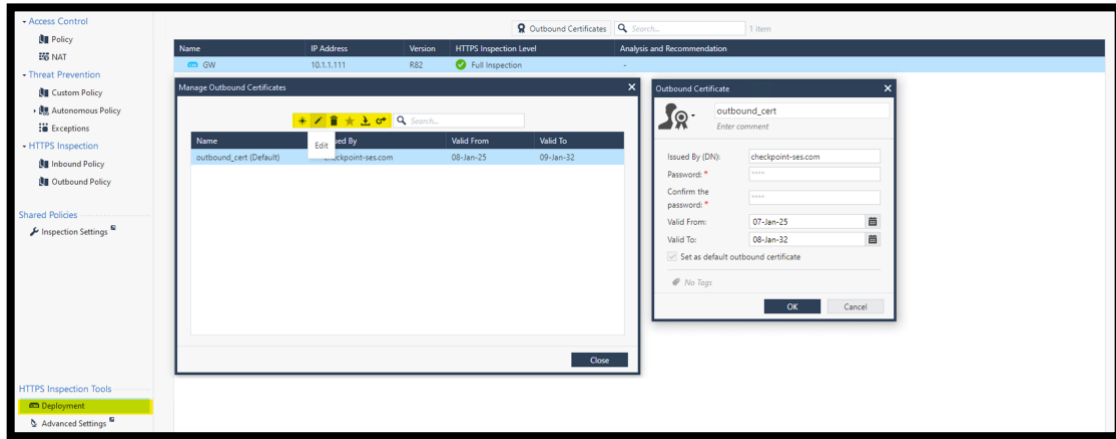 Access Control
Policy
NAT
Threat Prevention
Custom Policy
Autonomous Policy
Exceptions
HTTPS Inspection
Inbound Policy
Outbound Policy
Shared Policies
Inspection Settings
HTTPS Inspection Tools
Deployment
Advanced Settings
Outbound Certificates Search... 1 item
Name IP Address Version HTTPS Inspection Level Analysis and Recommendation
GW 10.1.1.111 R82 Full Inspection -
Manage Outbound Certificates
Search...
Name ed By Valid From Valid To
Edit
outbound_cert (Default) checkpoint-ses.com 08-Jan-25 09-Jan-32
Close
Outbound Certificate
outbound_cert
Enter comment
Issued By (DN): checkpoint-ses.com
Password: * ****
Confirm the
password: * ****
Valid From: 07-Jan-25
Valid To: 08-Jan-32
Set as default outbound certificate
No Tags
OK Cancel